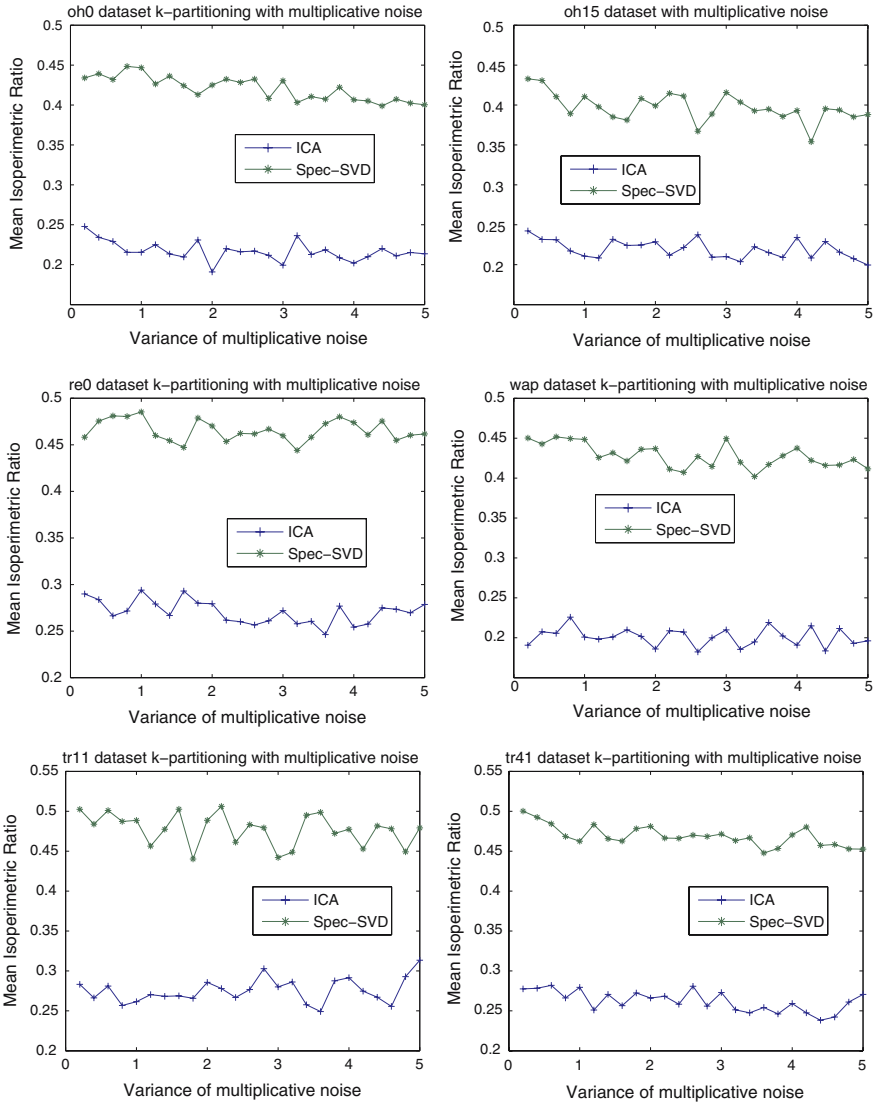 oh0 dataset k−partitioning with multiplicative noise
0.5
0.45
0.4
0.35
0.3
0.25
0.2
Mean Isoperimetric Ratio
ICA
Spec−SVD
0 1 2 3 4 5
Variance of multiplicative noise
oh15 dataset with multiplicative noise
0.5
0.45
0.4
0.35
0.3
0.25
0.2
Mean Isoperimetric Ratio
ICA
Spec−SVD
0 1 2 3 4 5
Variance of multiplicative noise
re0 dataset k−partitioning with multiplicative noise
0.5
0.45
0.4
0.35
0.3
0.25
0.2
Mean Isoperimetric Ratio
ICA
Spec−SVD
0 1 2 3 4 5
Variance of multiplicative noise
wap dataset k−partitioning with multiplicative noise
0.5
0.45
0.4
0.35
0.3
0.25
0.2
Mean Isoperimetric Ratio
ICA
Spec−SVD
0 1 2 3 4 5
Variance of multiplicative noise
tr11 dataset k−partitioning with multiplicative noise
0.55
0.5
0.45
0.4
0.35
0.3
0.25
0.2
Mean Isoperimetric Ratio
ICA
Spec−SVD
0 1 2 3 4 5
Variance of multiplicative noise
tr41 dataset k−partitioning with multiplicative noise
0.55
0.5
0.45
0.4
0.35
0.3
0.25
0.2
Mean Isoperimetric Ratio
ICA
Spec−SVD
0 1 2 3 4 5
Variance of multiplicative noise